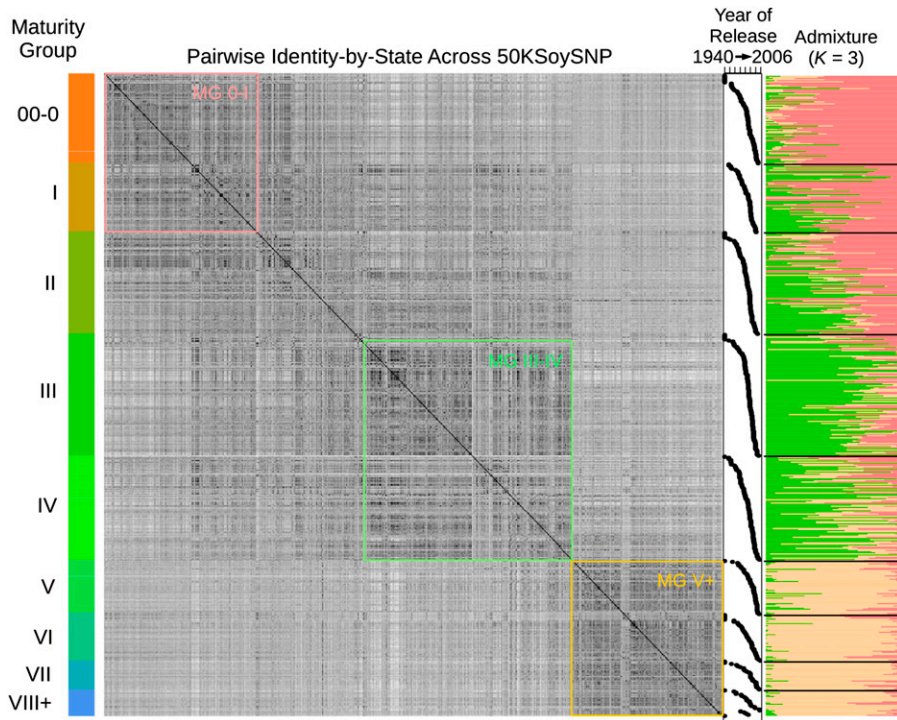 Maturity
Group
Pairwise Identity-by-State Across 50KSoySNP
Year of
Release
1940→2006
Admixture
(K = 3)
00-0
I
II
III
IV
V
VI
VII
VIII+
MG 0-I
MG III-IV
MG V+